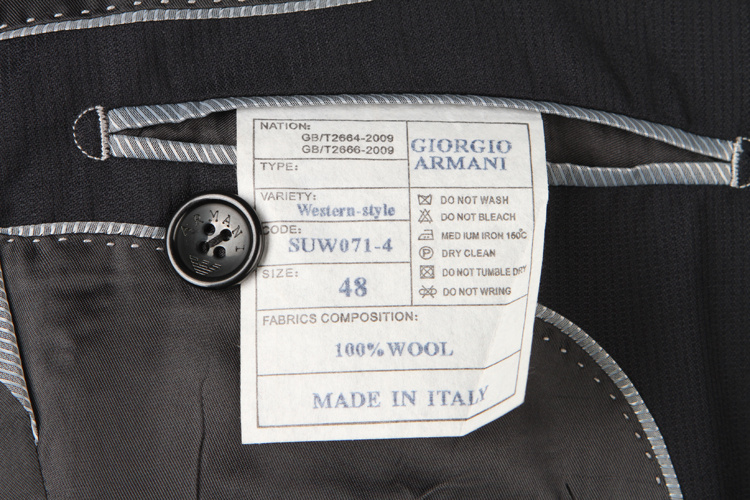 NATION:
GB/T2664-2009
GB/T2666-2009
GIORGIO
ARMANI
TYPE:
VARIETY:
Western-style
CODE:
SUW071-4
SIZE:
48
DO NOT WASH
DO NOT BLEACH
MEDIUM IRON 150℃
P DRY CLEAN
DO NOT TUMBLE DRY
DO NOT WRING
FABRICS COMPOSITION:
100% WOOL
MADE IN ITALY
ARMANI